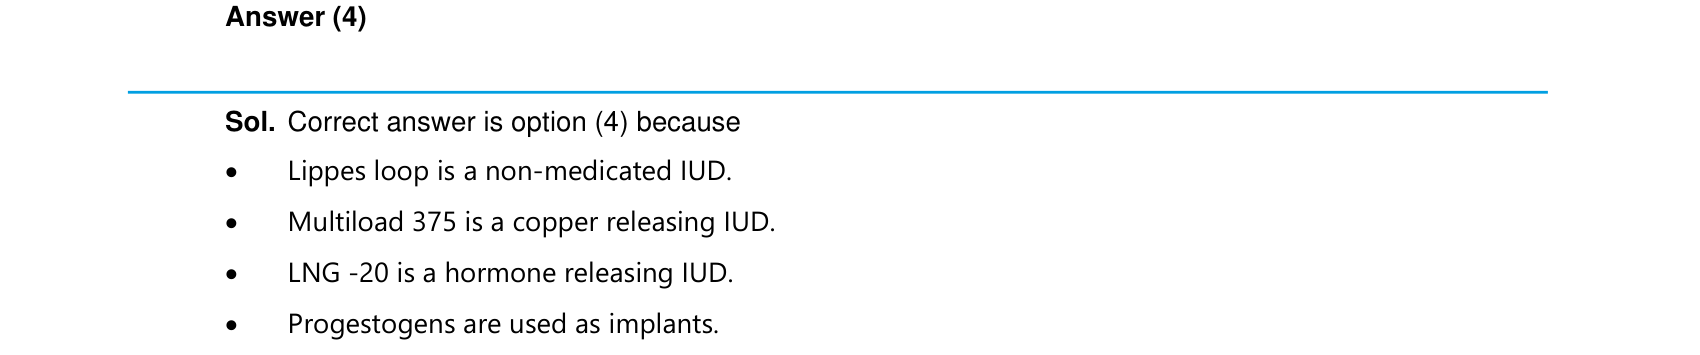 Answer (4)
Sol. Correct answer is option (4) because
• Lippes loop is a non-medicated IUD.
• Multiload 375 is a copper releasing IUD.
• LNG -20 is a hormone releasing IUD.
• Progestogens are used as implants.